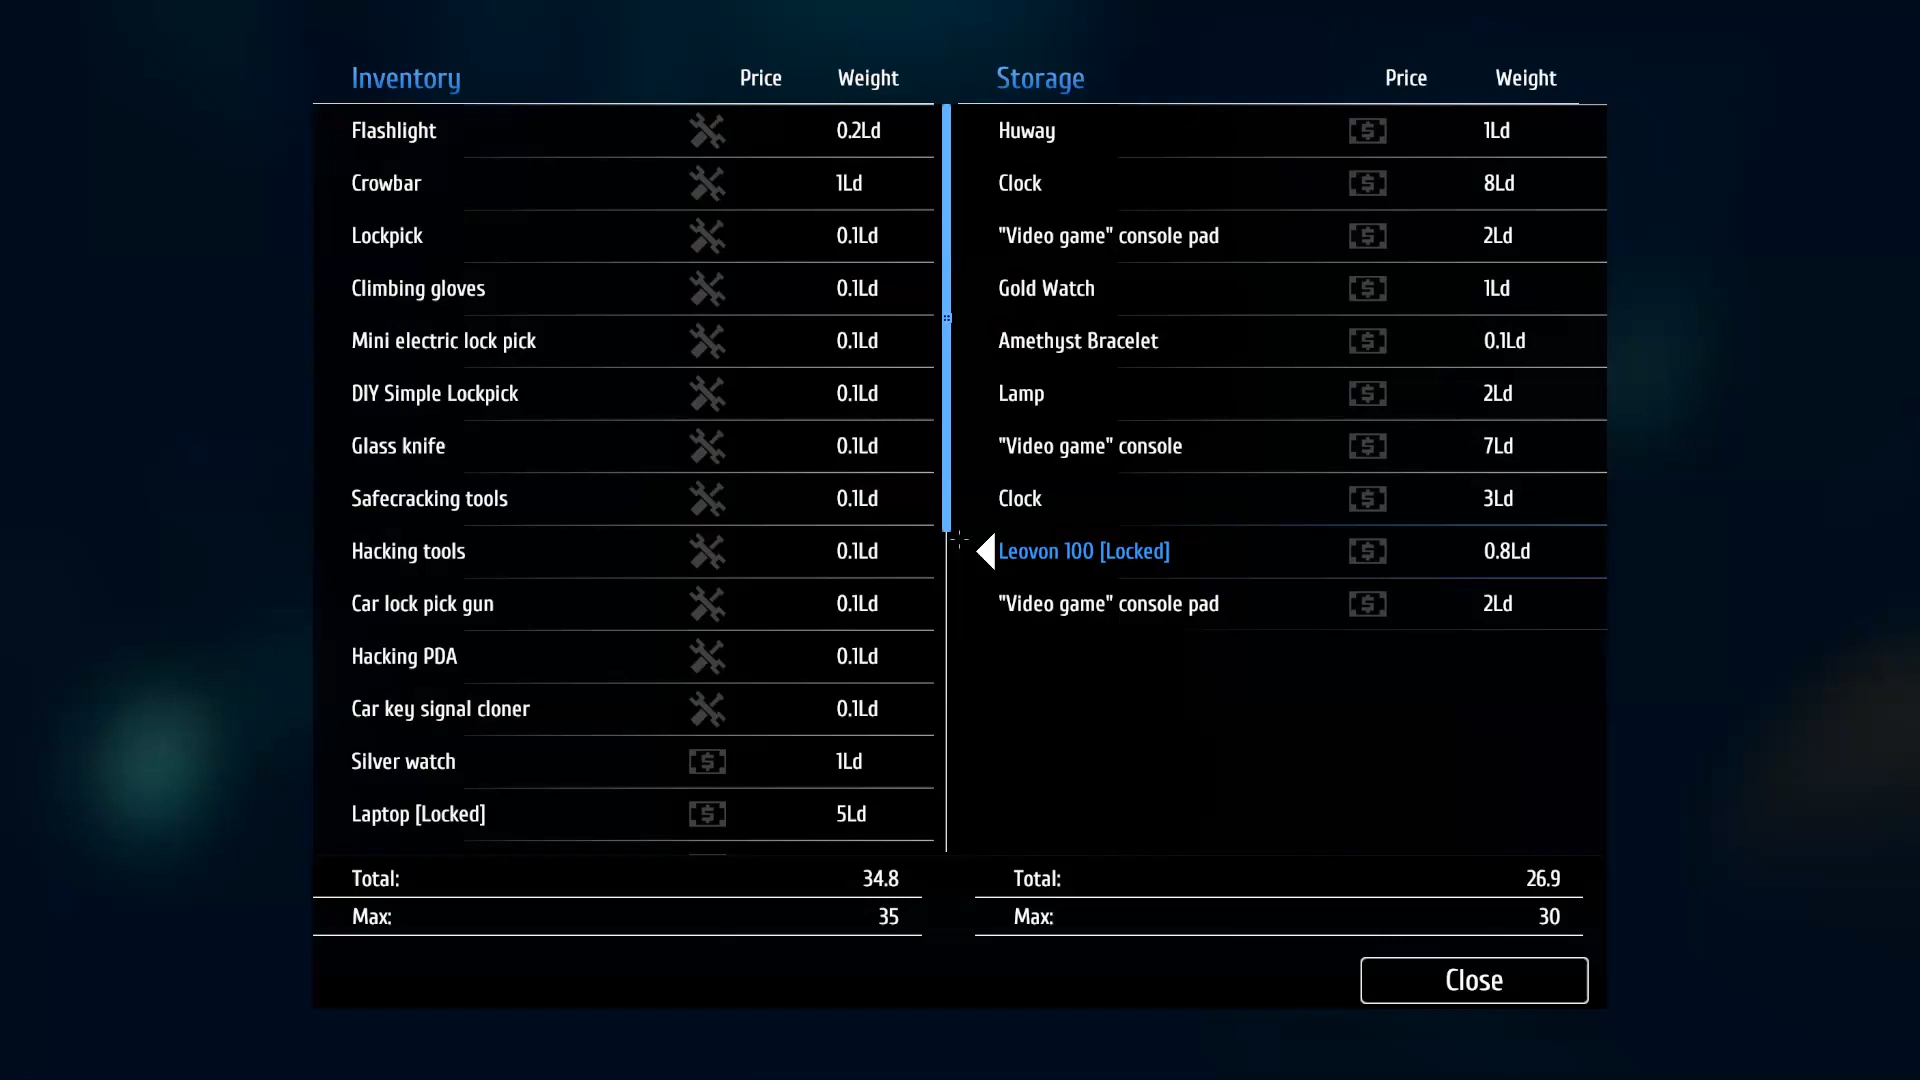 Inventory Price Weight
Flashlight 0.2Ld
Crowbar 1Ld
Lockpick 0.1Ld
Climbing gloves 0.1Ld
Mini electric lock pick 0.1Ld
DIY Simple Lockpick 0.1Ld
Glass knife 0.1Ld
Safecracking tools 0.1Ld
Hacking tools 0.1Ld
Car lock pick gun 0.1Ld
Hacking PDA 0.1Ld
Car key signal cloner 0.1Ld
Silver watch $ 1Ld
Laptop [Locked] $ 5Ld
Total: 34.8
Max: 35
Storage Price Weight
Huway $ 1Ld
Clock $ 8Ld
"Video game" console pad $ 2Ld
Gold Watch $ 1Ld
Amethyst Bracelet $ 0.1Ld
Lamp $ 2Ld
"Video game" console $ 7Ld
Clock $ 3Ld
Leovon 100 [Locked] $ 0.8Ld
"Video game" console pad $ 2Ld
Total: 26.9
Max: 30
Close